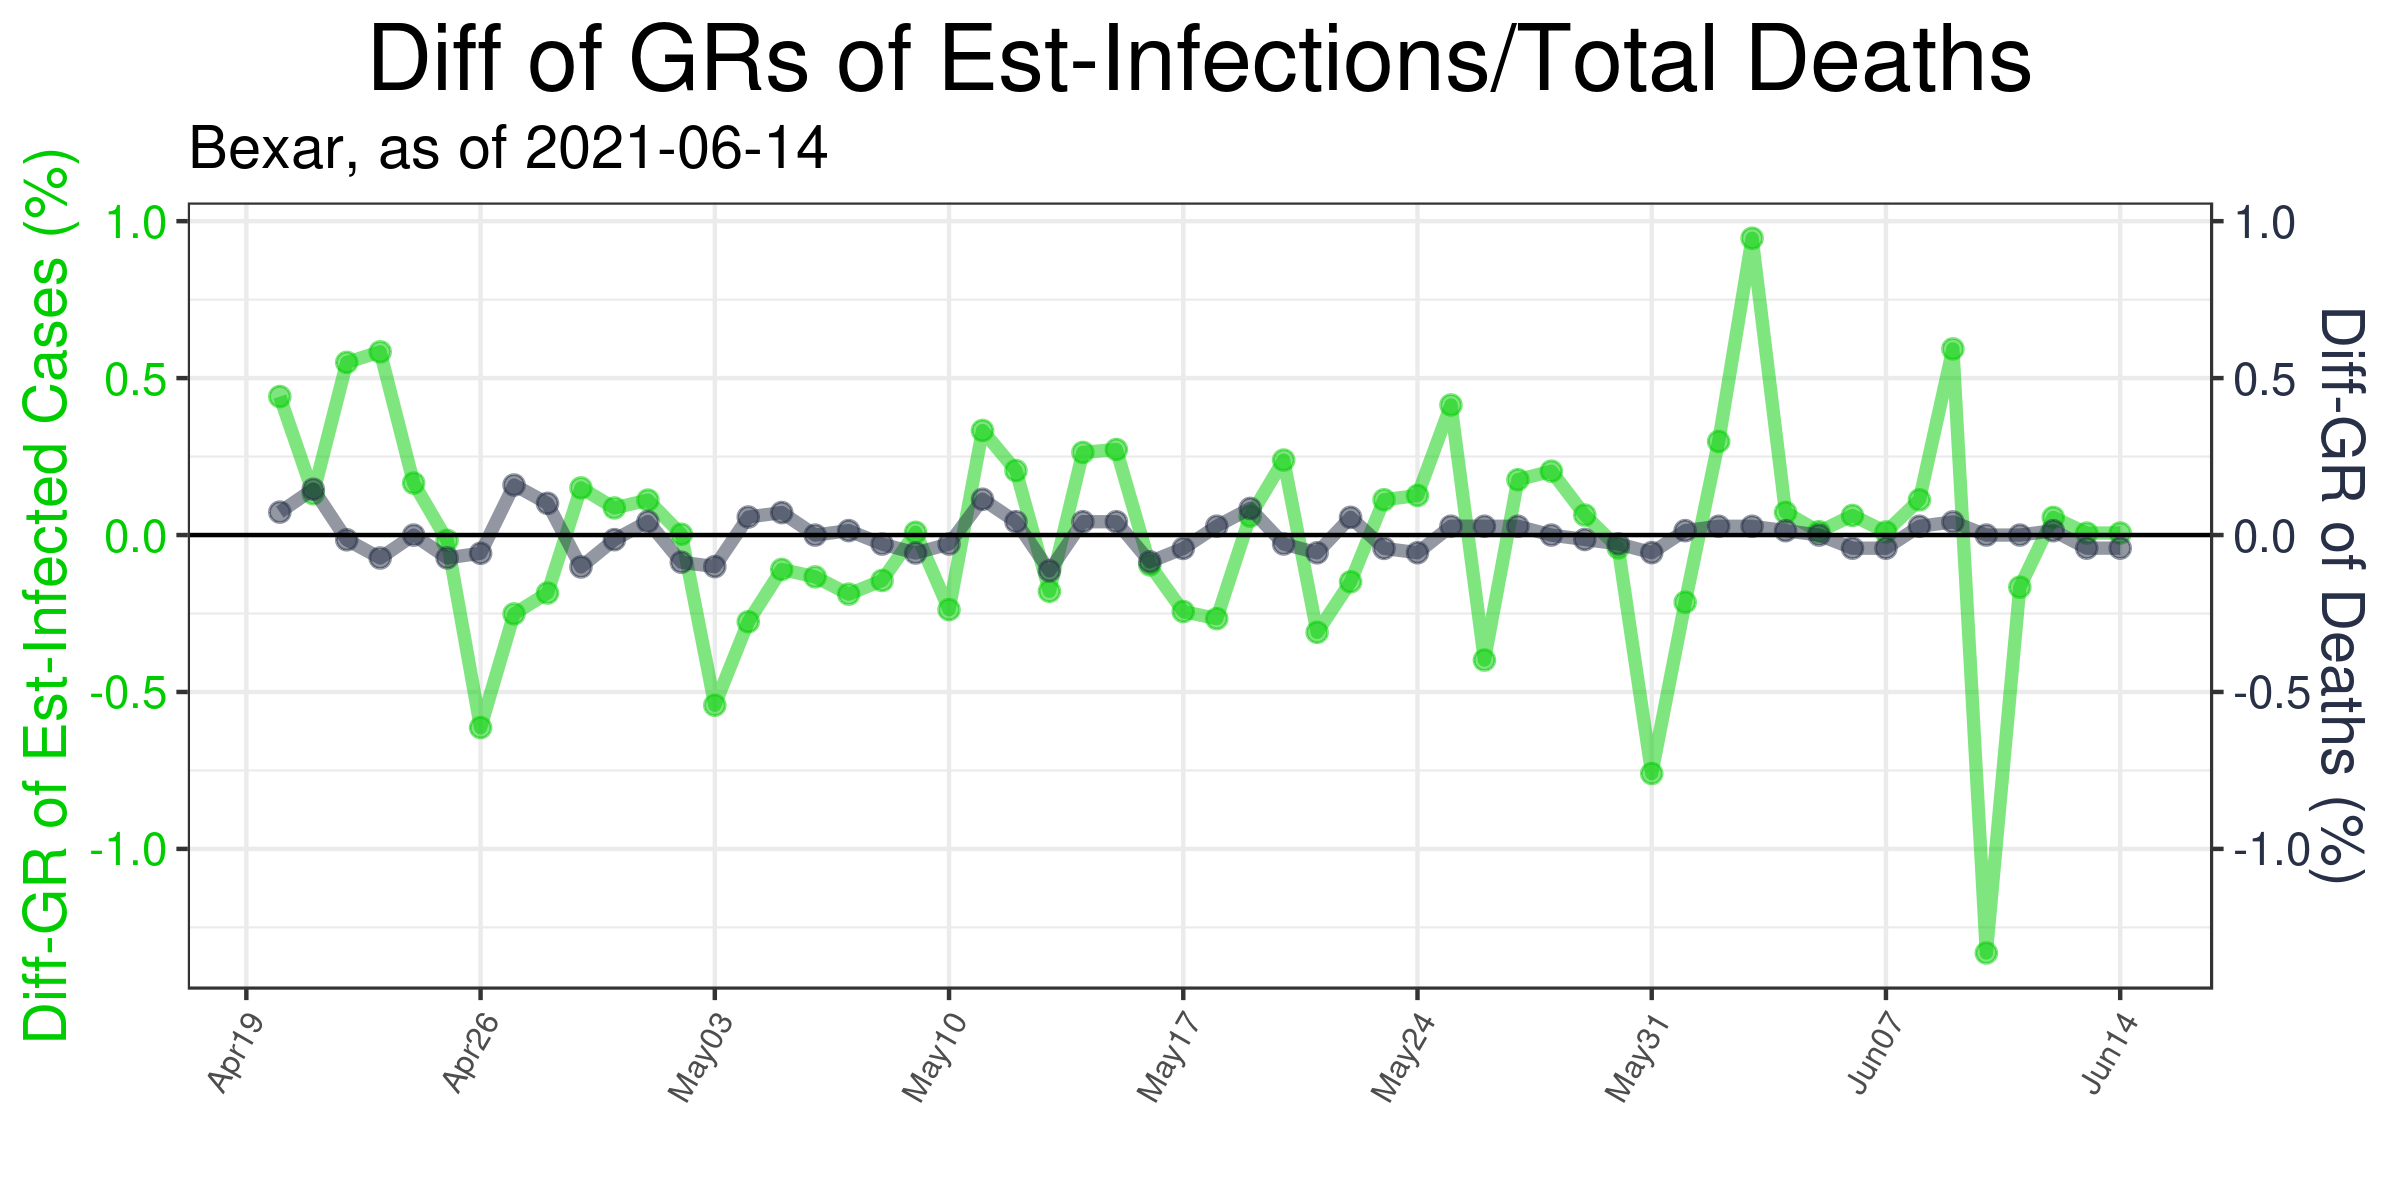 Diff of GRs of Est-Infections/Total Deaths
Bexar, as of 2021-06-14
Diff-GR of Est-Infected Cases (%)
1.0
0.5
0.0
-0.5
-1.0
1.0
0.5
0.0
-0.5
-1.0
Diff-GR of Deaths (%)
Apr19
Apr26
May03
May10
May17
May24
May31
Jun07
Jun14